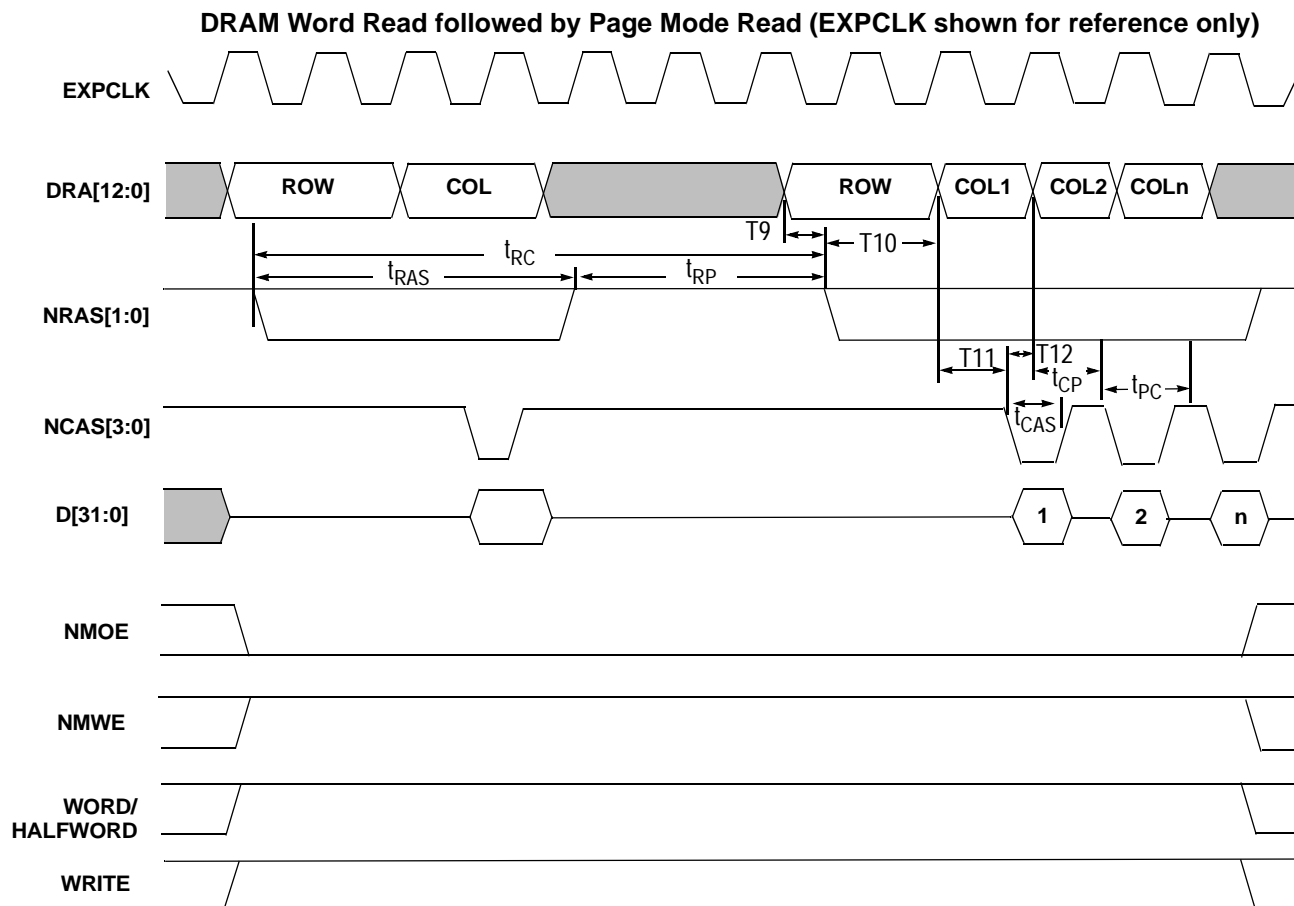 DRAM Word Read followed by Page Mode Read (EXPCLK shown for reference only)
EXPCLK
DRA[12:0]
ROW
COL
ROW
COL1
COL2
COLn
T9
T10
tRC
tRAS
tRP
NRAS[1:0]
T11
T12
tCP
tPC
NCAS[3:0]
tCAS
D[31:0]
1
2
n
NMOE
NMWE
WORD/
HALFWORD
WRITE